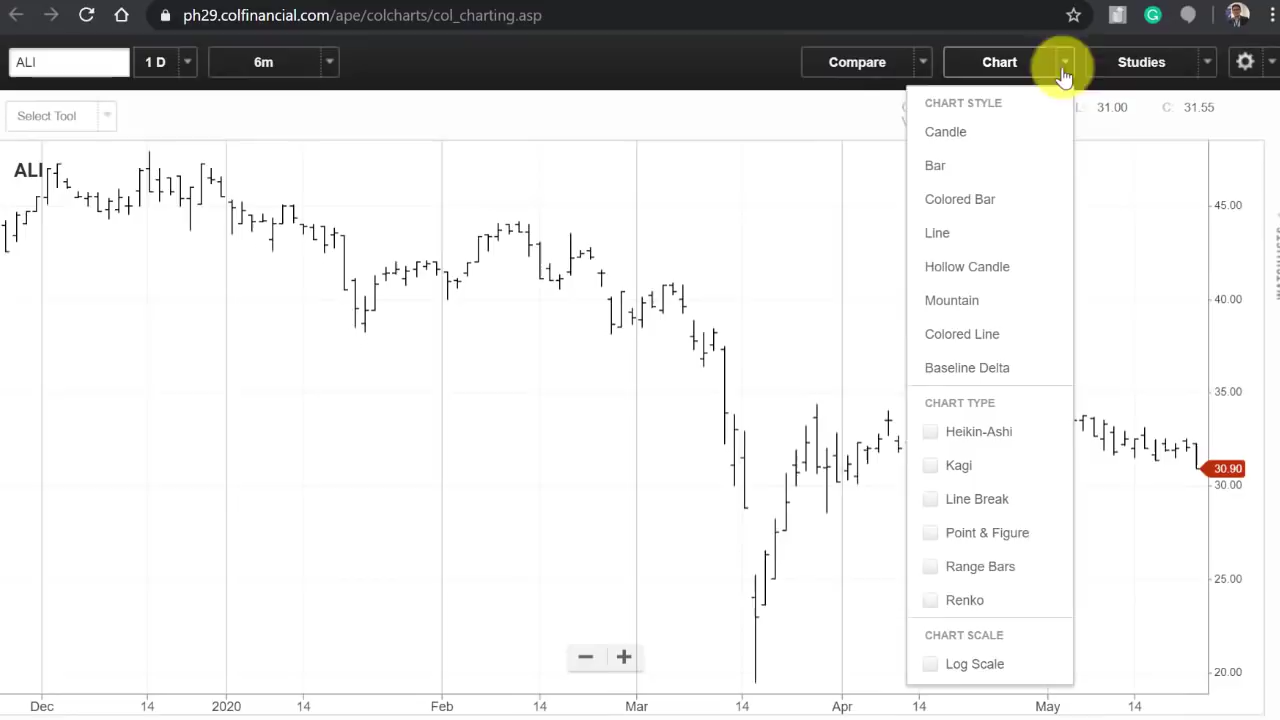 ph29.colfinancial.com/ape/colcharts/col_charting.asp
ALI
1 D
6m
Compare
Chart
Studies
Select Tool
L: 31.00
C: 31.55
ALI
CHART STYLE
Candle
Bar
Colored Bar
Line
Hollow Candle
Mountain
Colored Line
Baseline Delta
CHART TYPE
Heikin-Ashi
Kagi
Line Break
Point & Figure
Range Bars
Renko
CHART SCALE
Log Scale
45.00
40.00
35.00
30.90
30.00
25.00
20.00
Dec
14
2020
14
Feb
14
Mar
14
Apr
14
May
14